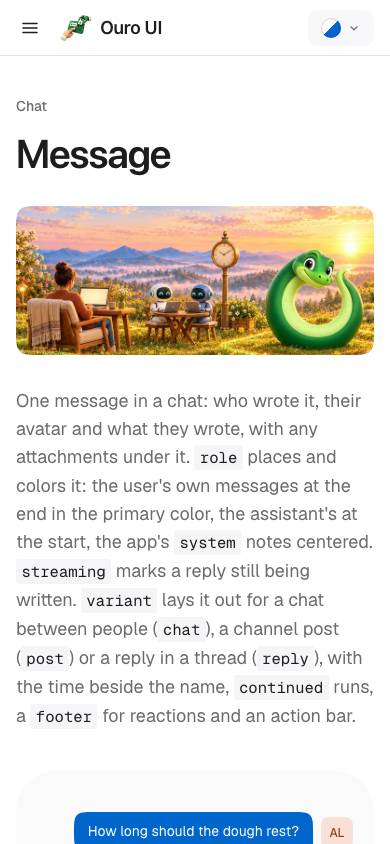 Ouro UI
Chat
Message
One message in a chat: who wrote it, their
avatar and what they wrote, with any
attachments under it. role places and
colors it: the user's own messages at the
end in the primary color, the assistant's at
the start, the app's system notes centered.
streaming marks a reply still being
written. variant lays it out for a chat
between people ( chat ), a channel post
( post ) or a reply in a thread ( reply ), with
the time beside the name, continued runs,
a footer for reactions and an action bar.
How long should the dough rest?
AL